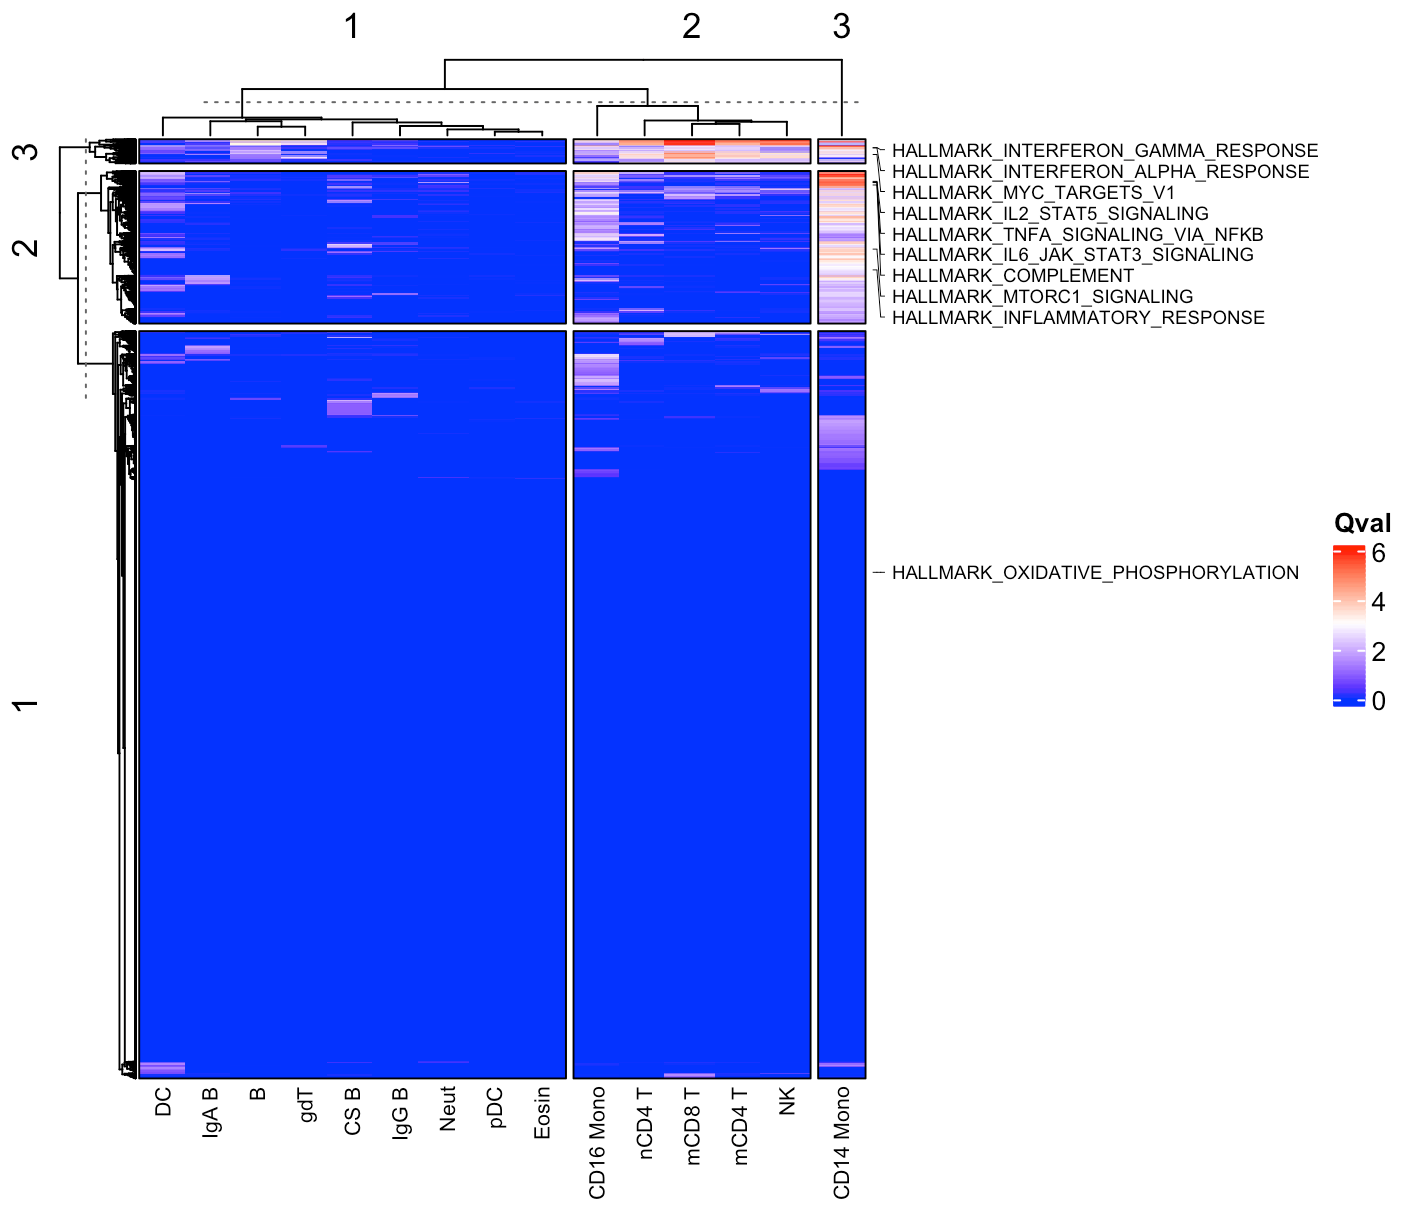 1 2 3
3
2
1
HALLMARK_INTERFERON_GAMMA_RESPONSE
HALLMARK_INTERFERON_ALPHA_RESPONSE
HALLMARK_MYC_TARGETS_V1
HALLMARK_IL2_STAT5_SIGNALING
HALLMARK_TNFA_SIGNALING_VIA_NFKB
HALLMARK_IL6_JAK_STAT3_SIGNALING
HALLMARK_COMPLEMENT
HALLMARK_MTORC1_SIGNALING
HALLMARK_INFLAMMATORY_RESPONSE
HALLMARK_OXIDATIVE_PHOSPHORYLATION
Qval
6
4
2
0
DC
IgA B
B
gdT
CS B
IgG B
Neut
pDC
Eosin
CD16 Mono
nCD4 T
mCD8 T
mCD4 T
NK
CD14 Mono